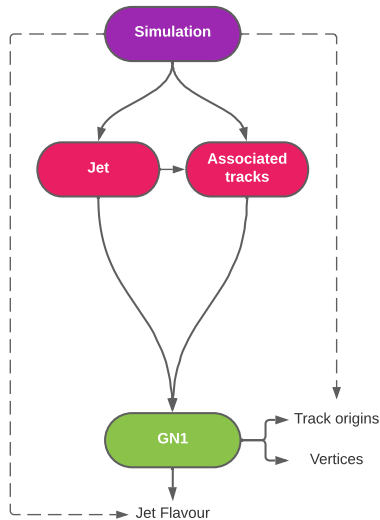 Simulation
Jet
Associated
tracks
GN1
Track origins
Vertices
Jet Flavour